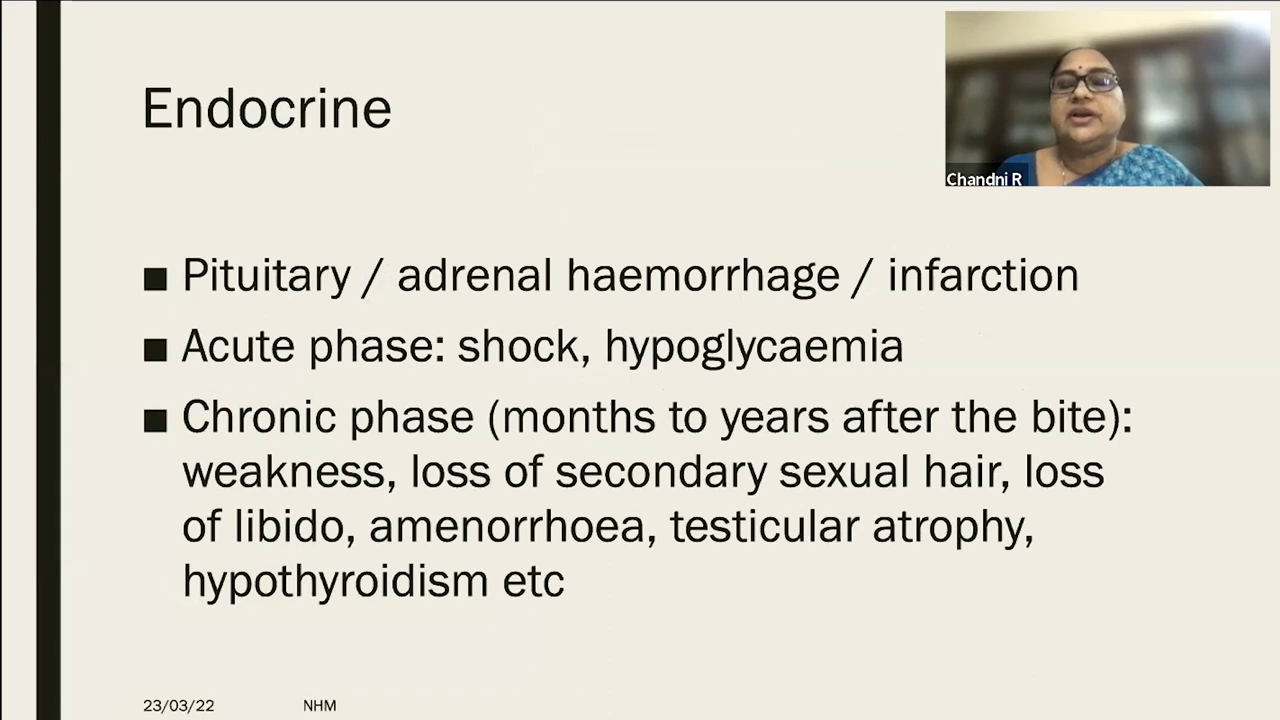 Endocrine
Chandni R
■ Pituitary / adrenal haemorrhage / infarction
■ Acute phase: shock, hypoglycaemia
■ Chronic phase (months to years after the bite):
weakness, loss of secondary sexual hair, loss
of libido, amenorrhoea, testicular atrophy,
hypothyroidism etc
23/03/22 NHM